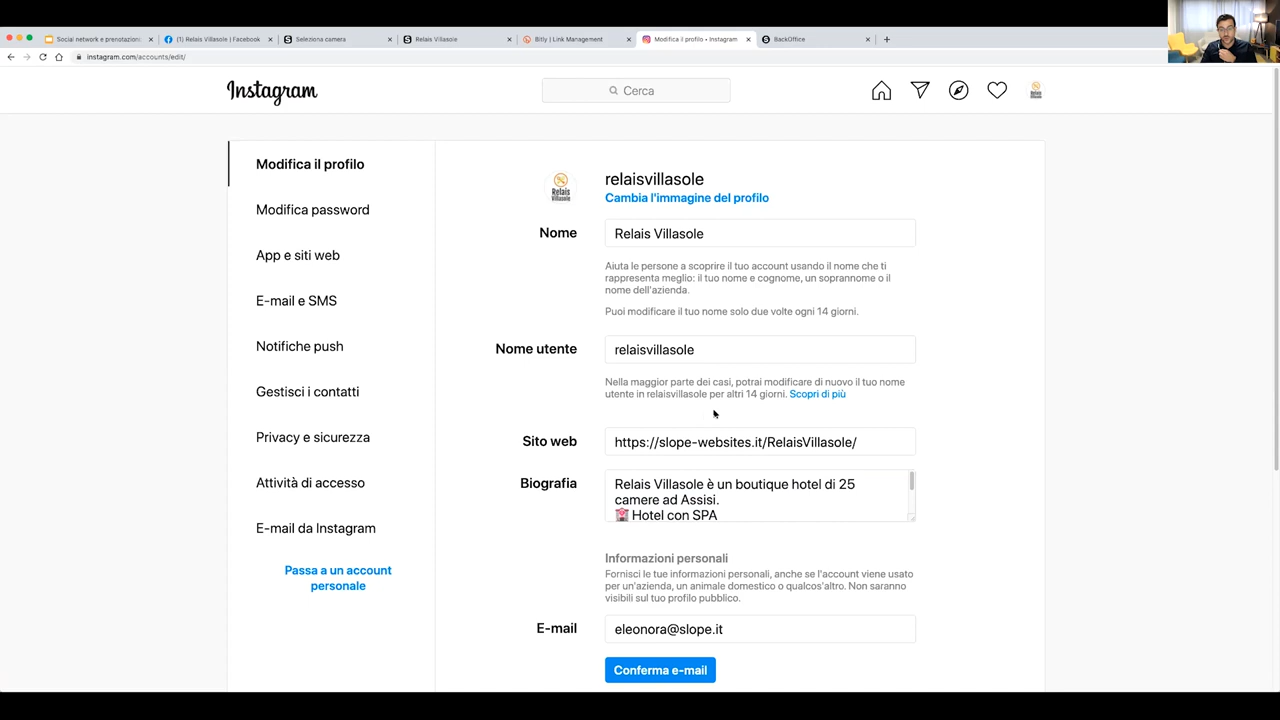 Social network e prenotazioni
(1) Relais Villasole | Facebook
Seleziona camera
Relais Villasole
Bitly | Link Management
Modifica il profilo • Instagram
BackOffice
instagram.com/accounts/edit/
Instagram
Cerca
Modifica il profilo
Modifica password
App e siti web
E-mail e SMS
Notifiche push
Gestisci i contatti
Privacy e sicurezza
Attività di accesso
E-mail da Instagram
Passa a un account
personale
Relais
Villasole
relaisvillasole
Cambia l'immagine del profilo
Nome
Relais Villasole
Aiuta le persone a scoprire il tuo account usando il nome che ti
rappresenta meglio: il tuo nome e cognome, un soprannome o il
nome dell'azienda.
Puoi modificare il tuo nome solo due volte ogni 14 giorni.
Nome utente
relaisvillasole
Nella maggior parte dei casi, potrai modificare di nuovo il tuo nome
utente in relaisvillasole per altri 14 giorni. Scopri di più
Sito web
https://slope-websites.it/RelaisVillasole/
Biografia
Relais Villasole è un boutique hotel di 25
camere ad Assisi.
🏩 Hotel con SPA
Informazioni personali
Fornisci le tue informazioni personali, anche se l'account viene usato
per un'azienda, un animale domestico o qualcos'altro. Non saranno
visibili sul tuo profilo pubblico.
E-mail
eleonora@slope.it
Conferma e-mail